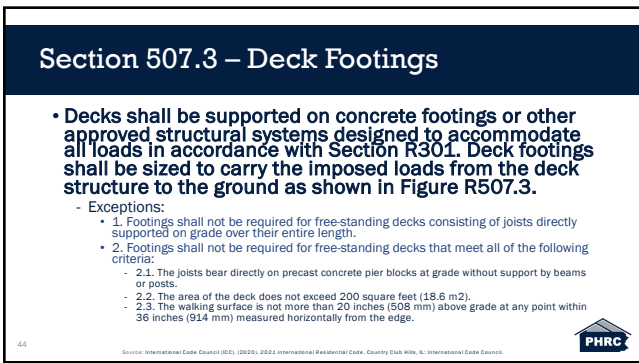 Section 507.3 – Deck Footings
• Decks shall be supported on concrete footings or other
approved structural systems designed to accommodate
all loads in accordance with Section R301. Deck footings
shall be sized to carry the imposed loads from the deck
structure to the ground as shown in Figure R507.3.
- Exceptions:
• 1. Footings shall not be required for free-standing decks consisting of joists directly
supported on grade over their entire length.
• 2. Footings shall not be required for free-standing decks that meet all of the following
criteria:
- 2.1. The joists bear directly on precast concrete pier blocks at grade without support by beams
or posts.
- 2.2. The area of the deck does not exceed 200 square feet (18.6 m2).
- 2.3. The walking surface is not more than 20 inches (508 mm) above grade at any point within
36 inches (914 mm) measured horizontally from the edge.
44
Source: International Code Council (ICC). (2020). 2021 International Residential Code. Country Club Hills, IL: International Code Council.
PHRC